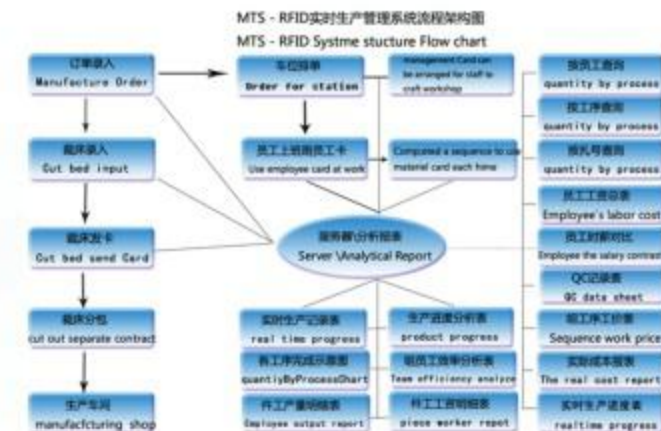 MTS - RFID实时生产管理系统流程架构图
MTS - RFID Systme stucture Flow chart
订单录入
Manufacture Order
车位排单
Order for station
management Card can
be arranged for staff to
craft workshop
按员工查询
quantity by process
按工序查询
quantity by process
裁床录入
Cut bed input
员工上班刷员工卡
Use employee card at work
Computed a sequence to use
material card each home
按扎号查询
quantity by process
员工工资总表
Employee's labor cost
裁床发卡
Cut bed send Card
服务器\分析报表
Server \Analytical Report
员工时薪对比
Employee the salary contrast
QC记录表
QC data sheet
裁床分包
cut out separate contract
实时生产记录表
real time progress
生产进度分析表
product progress
组工序工价表
Sequence work price
各工序完成示意图
quantiyByProcessChart
组员工效率分析表
Team efficiency analyze
实际成本报表
The real cost report
生产车间
manufacfcturing shop
件工产量明细表
Employee output report
件工工资明细表
piece worker repot
实时生产进度表
realtime progress